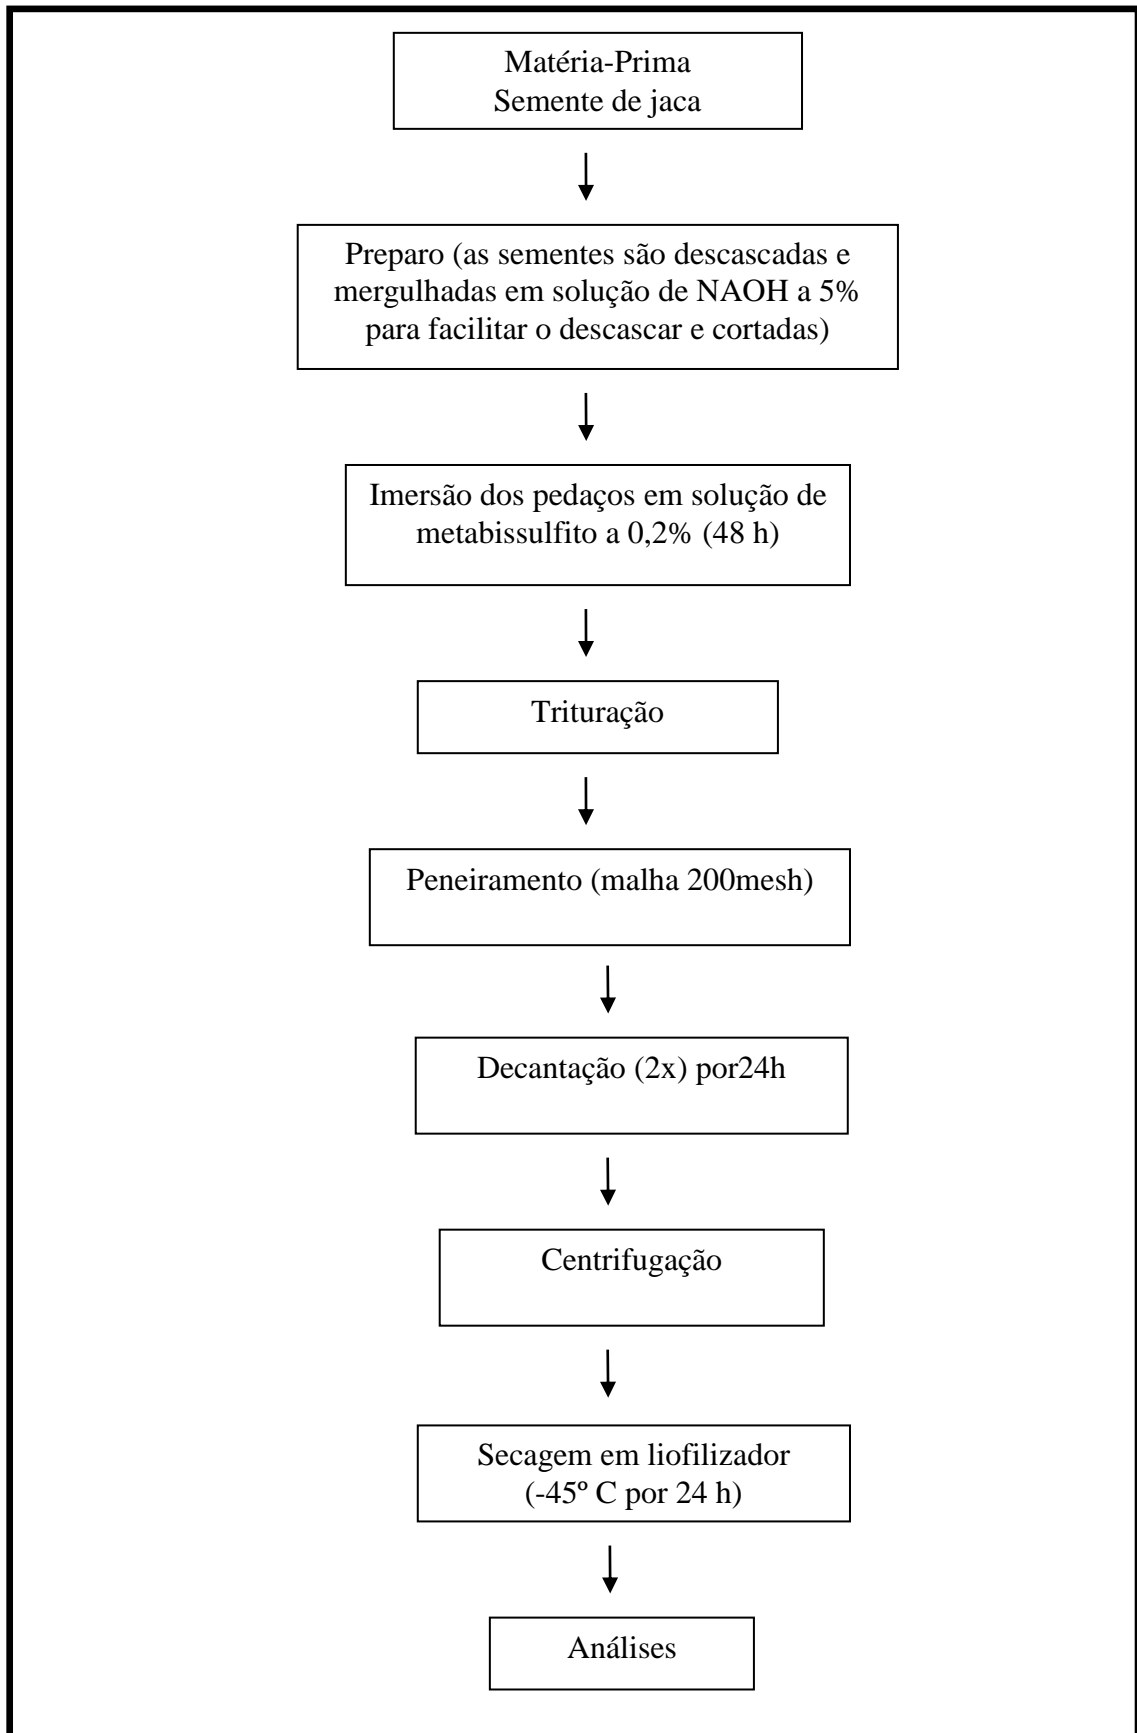 Matéria-Prima
Semente de jaca
Preparo (as sementes são descascadas e
mergulhadas em solução de NAOH a 5%
para facilitar o descascar e cortadas)
Imersão dos pedaços em solução de
metabissulfito a 0,2% (48 h)
Trituração
Peneiramento (malha 200mesh)
Decantação (2x) por24h
Centrifugação
Secagem em liofilizador
(-45º C por 24 h)
Análises